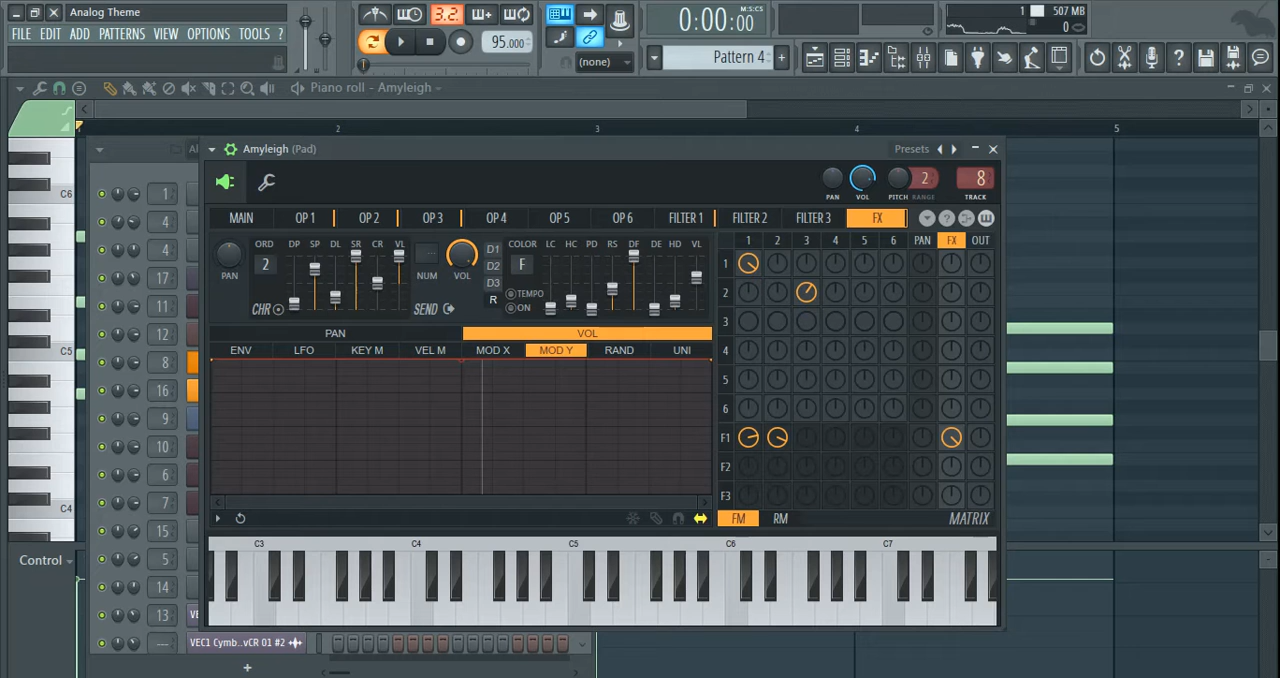 Analog Theme
FILE EDIT ADD PATTERNS VIEW OPTIONS TOOLS ?
3.2
95.000
0:00:00
M:S:CS
(none)
Pattern 4
1
507 MB
0
Piano roll - Amyleigh
2 3 4 5
C6
C5
C4
Control
1
4
4
17
11
12
8
16
9
10
6
7
15
5
14
13
---
VEC1 Cymb..vCR 01 #2
+
Amyleigh (Pad)
Presets
PAN VOL PITCH RANGE TRACK
2
8
MAIN OP 1 OP 2 OP 3 OP 4 OP 5 OP 6 FILTER 1 FILTER 2 FILTER 3 FX
PAN
ORD
2
DP SP DL SR CR VL
CHR
NUM
VOL
SEND
D1
D2
D3
R
COLOR
F
TEMPO
ON
LC HC PD RS DF DE HD VL
PAN VOL
ENV LFO KEY M VEL M MOD X MOD Y RAND UNI
1 2 3 4 5 6 PAN FX OUT
1
2
3
4
5
6
F1
F2
F3
FM RM MATRIX
C3 C4 C5 C6 C7